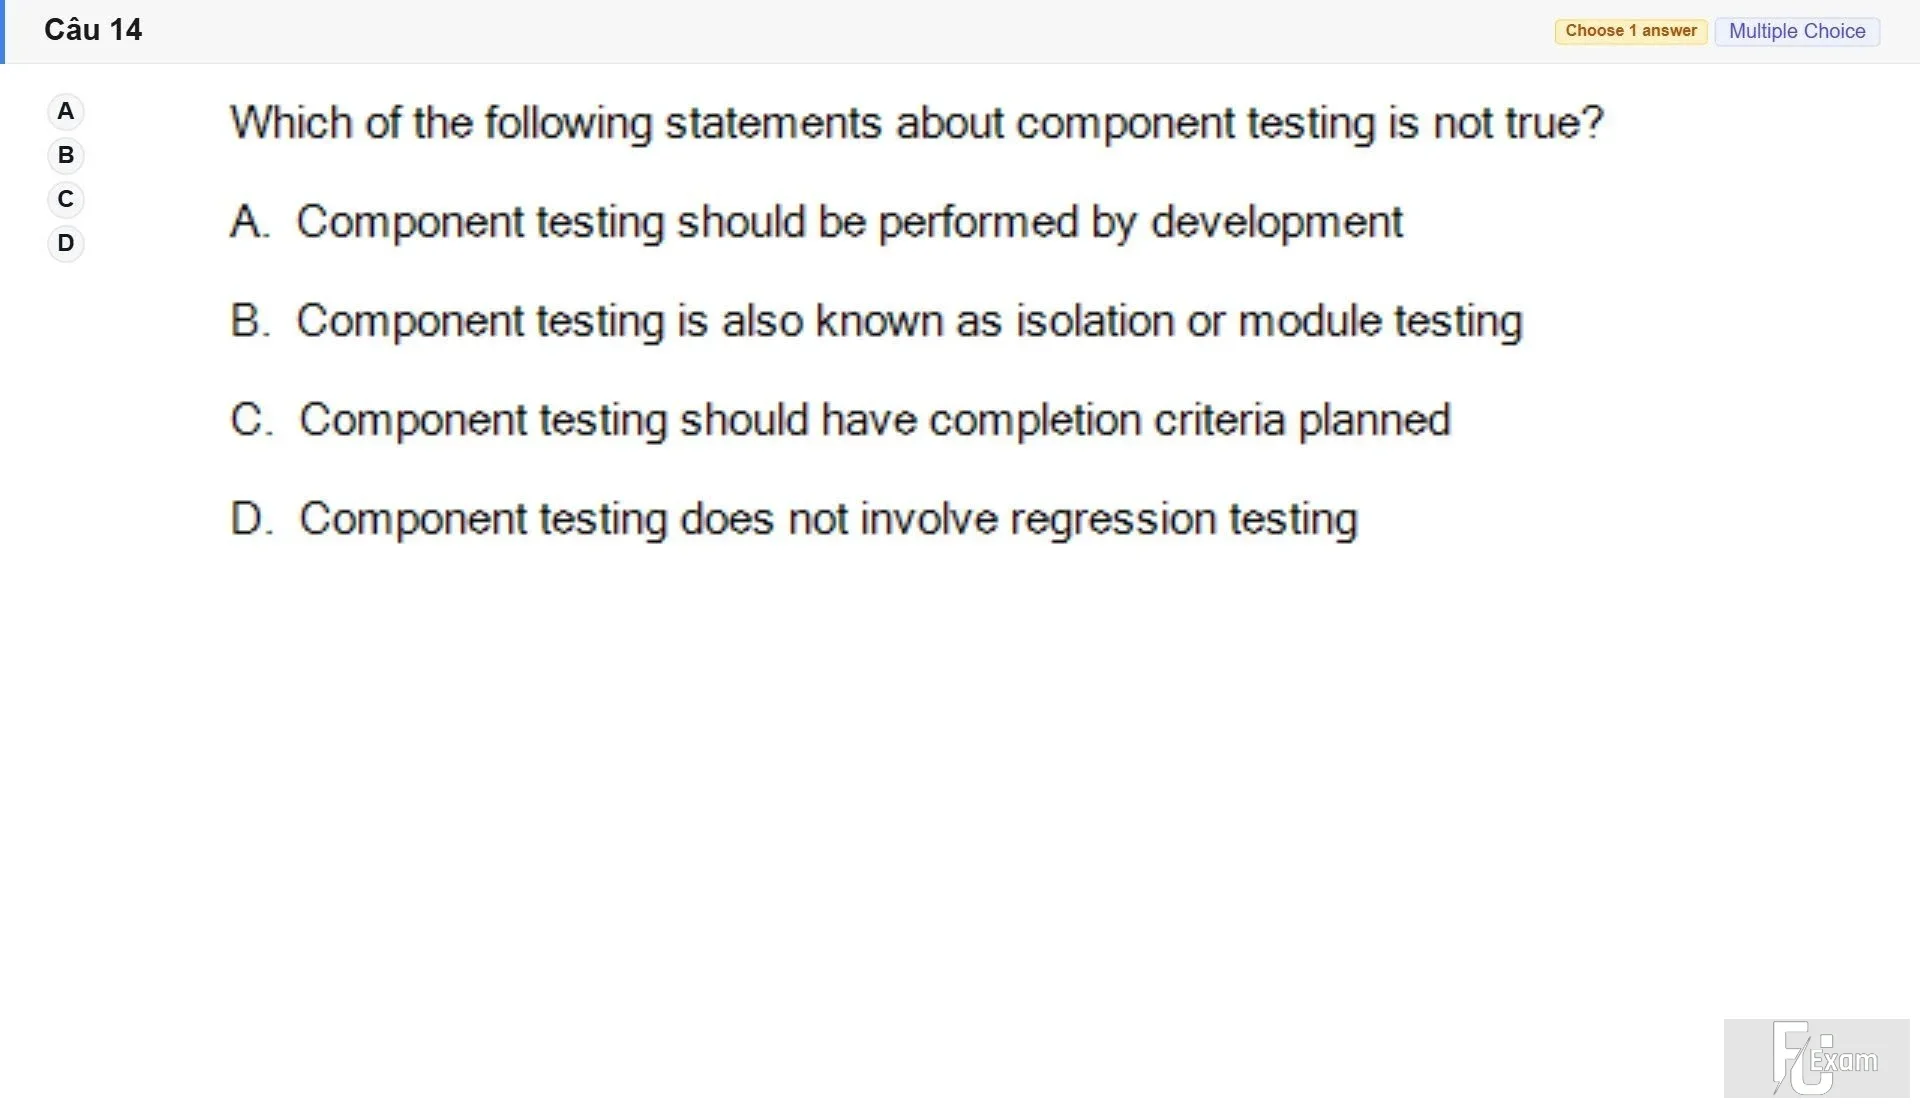 Câu 14
Choose 1 answer
Multiple Choice
A
B
C
D
Which of the following statements about component testing is not true?
A. Component testing should be performed by development
B. Component testing is also known as isolation or module testing
C. Component testing should have completion criteria planned
D. Component testing does not involve regression testing
FU Exam